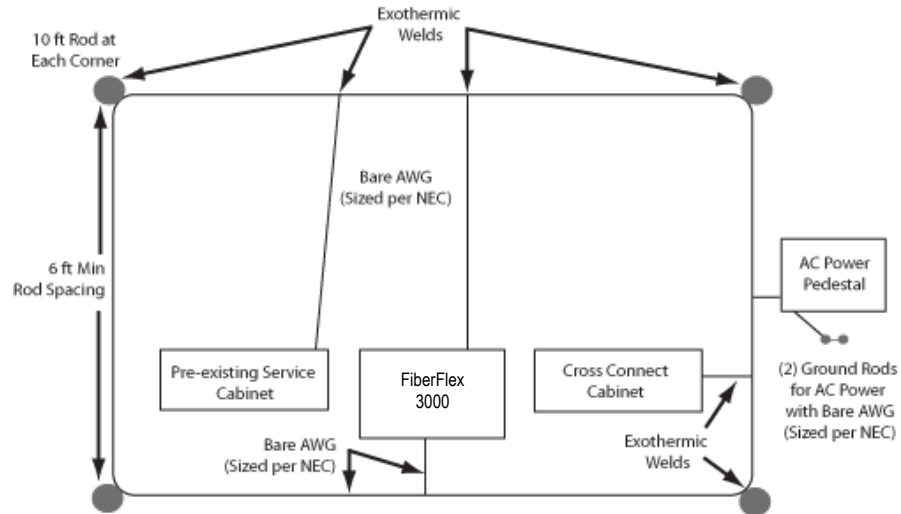 Exothermic
Welds
10 ft Rod at
Each Corner
Bare AWG
(Sized per NEC)
6 ft Min
Rod Spacing
AC Power
Pedestal
Pre-existing Service
Cabinet
FiberFlex
3000
Cross Connect
Cabinet
(2) Ground Rods
for AC Power
with Bare AWG
(Sized per NEC)
Bare AWG
(Sized per NEC)
Exothermic
Welds